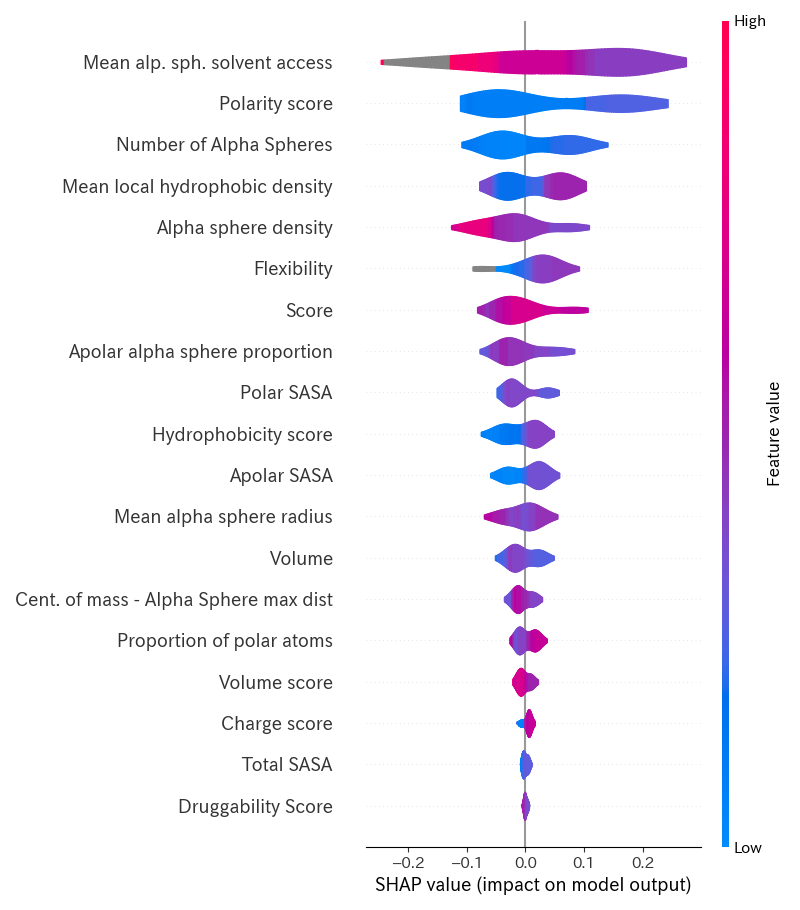 High
Mean alp. sph. solvent access
Polarity score
Number of Alpha Spheres
Mean local hydrophobic density
Alpha sphere density
Flexibility
Score
Apolar alpha sphere proportion
Polar SASA
Hydrophobicity score
Apolar SASA
Mean alpha sphere radius
Volume
Cent. of mass - Alpha Sphere max dist
Proportion of polar atoms
Volume score
Charge score
Total SASA
Druggability Score
Feature value
Low
−0.2 −0.1 0.0 0.1 0.2
SHAP value (impact on model output)